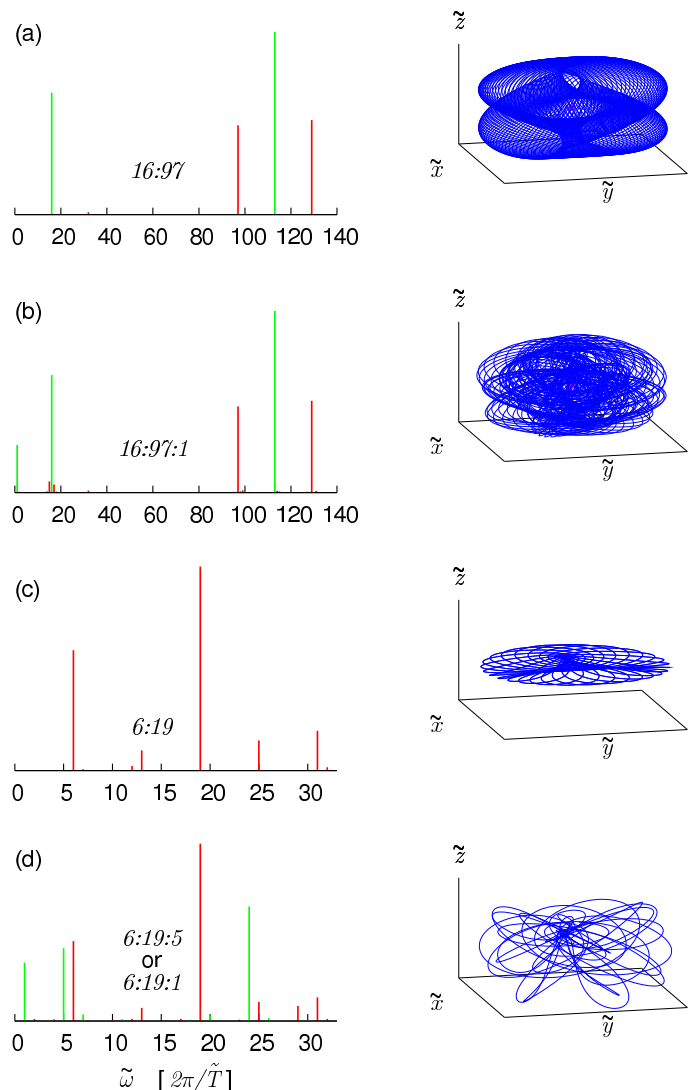 (a)
z̃
16:97
x̃
ỹ
0 20 40 60 80 100 120 140
(b)
z̃
16:97:1
x̃
ỹ
0 20 40 60 80 100 120 140
(c)
z̃
6:19
x̃
ỹ
0 5 10 15 20 25 30
(d)
z̃
6:19:5
or
6:19:1
x̃
ỹ
0 5 10 15 20 25 30
ω̃ [ 2π/T̃ ]